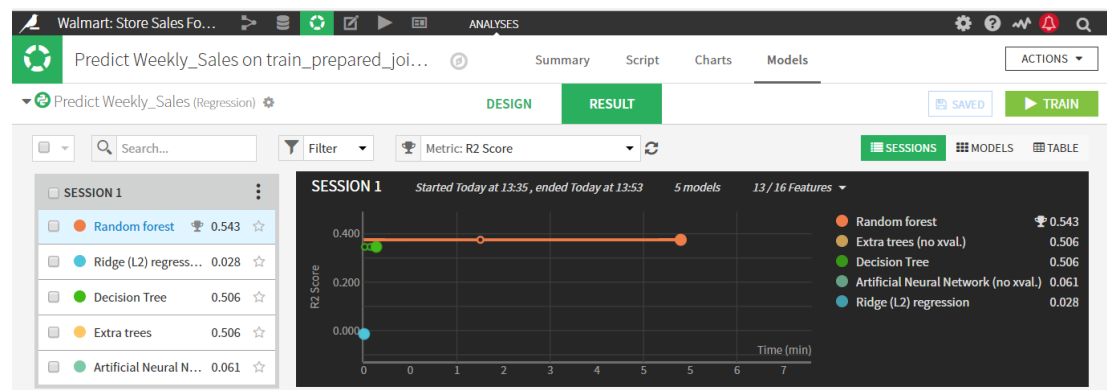 Walmart: Store Sales Fo... ANALYSES
Predict Weekly_Sales on train_prepared_joi... Summary Script Charts Models ACTIONS
Predict Weekly_Sales (Regression) DESIGN RESULT SAVED TRAIN
Search... Filter Metric: R2 Score SESSIONS MODELS TABLE
SESSION 1
Random forest 0.543
Ridge (L2) regress... 0.028
Decision Tree 0.506
Extra trees 0.506
Artificial Neural N... 0.061
SESSION 1 Started Today at 13:35 , ended Today at 13:53 5 models 13 / 16 Features
R2 Score
0.400
0.200
0.000
Time (min)
0 0 1 2 3 4 5 5 6 7
Random forest 0.543
Extra trees (no xval.) 0.506
Decision Tree 0.506
Artificial Neural Network (no xval.) 0.061
Ridge (L2) regression 0.028